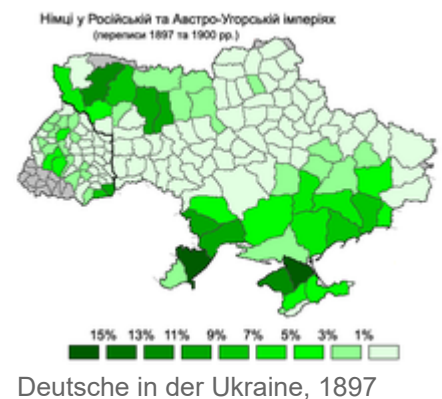 Німці у Російській та Австро-Угорській імперіях
(переписи 1897 та 1900 рр.)
15% 13% 11% 9% 7% 5% 3% 1%
Deutsche in der Ukraine, 1897